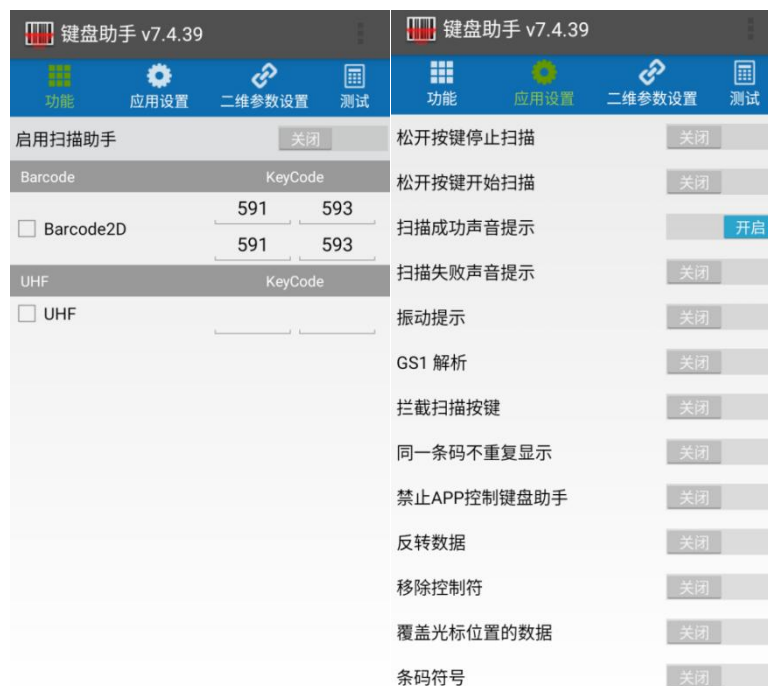 键盘助手 v7.4.39
功能 应用设置 二维参数设置 测试
启用扫描助手 关闭
Barcode KeyCode
591 593
Barcode2D
591 593
UHF KeyCode
UHF
键盘助手 v7.4.39
功能 应用设置 二维参数设置 测试
松开按键停止扫描 关闭
松开按键开始扫描 关闭
扫描成功声音提示 开启
扫描失败声音提示 关闭
振动提示 关闭
GS1 解析 关闭
拦截扫描按键 关闭
同一条码不重复显示 关闭
禁止APP控制键盘助手 关闭
反转数据 关闭
移除控制符 关闭
覆盖光标位置的数据 关闭
条码符号 关闭